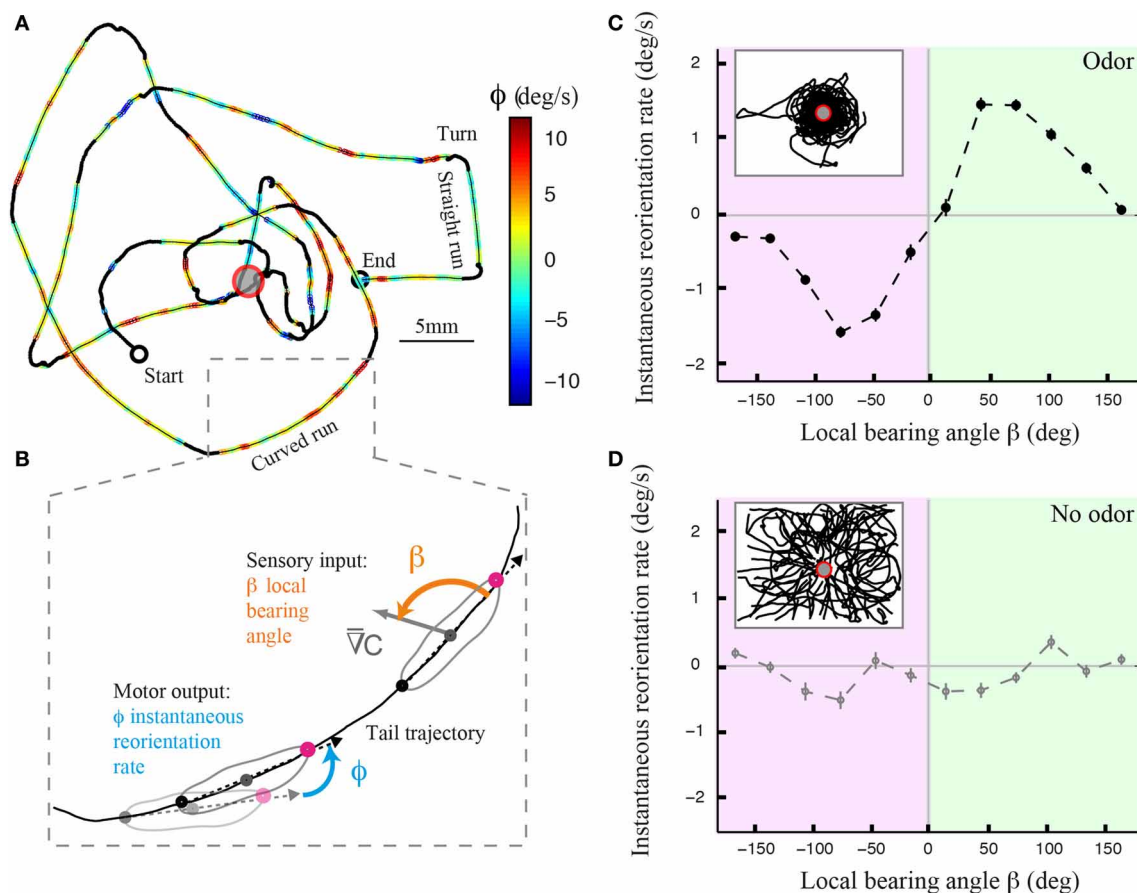 A
ϕ (deg/s)
10
5
0
−5
−10
Turn
Straight run
End
5mm
Start
Curved run
B
Sensory input:
β local
bearing
angle
β
∇C
Motor output:
ϕ instantaneous
reorientation
rate
Tail trajectory
ϕ
C
Instantaneous reorientation rate (deg/s)
Odor
2
1
0
−1
−2
−150 −100 −50 0 50 100 150
Local bearing angle β (deg)
D
Instantaneous reorientation rate (deg/s)
No odor
2
1
0
−1
−2
−150 −100 −50 0 50 100 150
Local bearing angle β (deg)